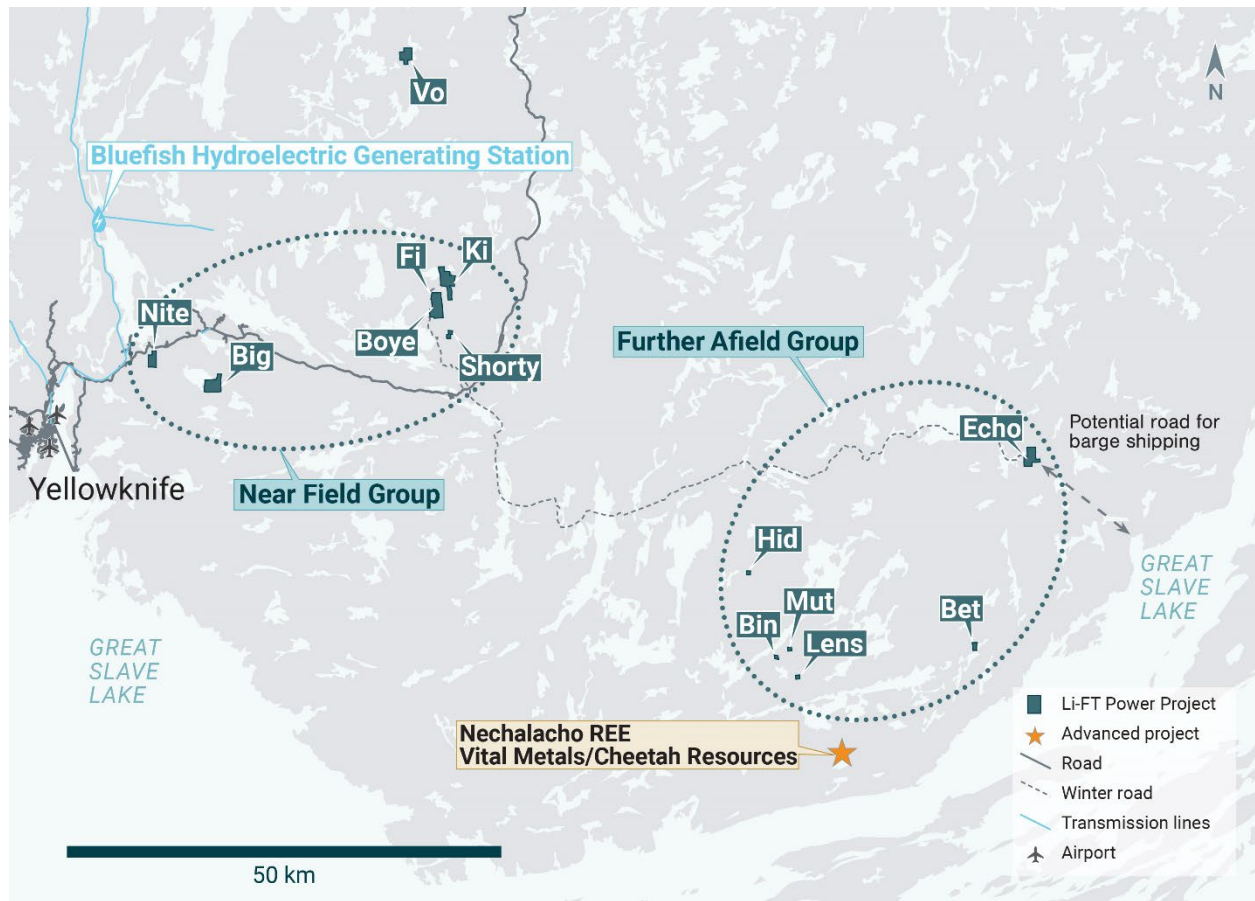 Vo
N
Bluefish Hydroelectric Generating Station
Fi
Ki
Nite
Big
Boye
Shorty
Further Afield Group
Echo
Potential road for
barge shipping
Yellowknife
Near Field Group
Hid
GREAT
SLAVE
LAKE
Mut
Bin
Bet
Lens
GREAT
SLAVE
LAKE
Nechalacho REE
Vital Metals/Cheetah Resources
Li-FT Power Project
Advanced project
Road
Winter road
Transmission lines
Airport
50 km